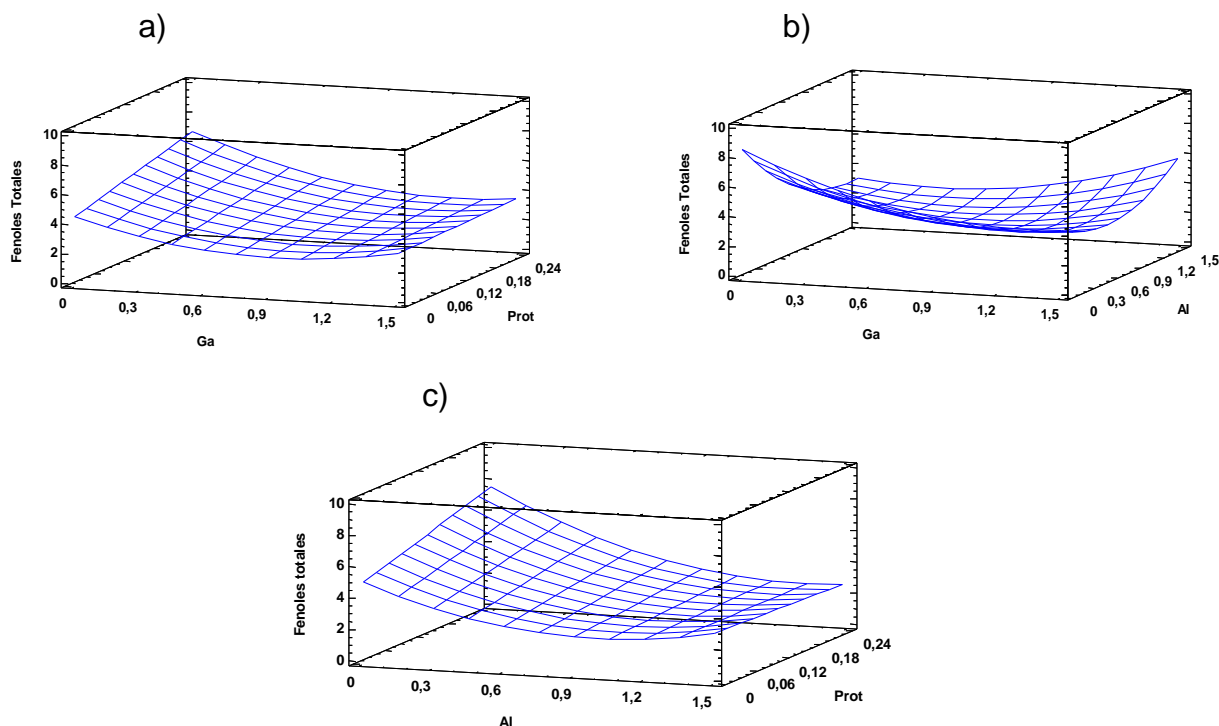 a)
Fenoles Totales
10
8
6
4
2
0
0 0,3 0,6 0,9 1,2 1,5
Ga
0 0,06 0,12 0,18 0,24
Prot
b)
Fenoles Totales
10
8
6
4
2
0
0 0,3 0,6 0,9 1,2 1,5
Ga
0 0,3 0,6 0,9 1,2 1,5
Al
c)
Fenoles totales
10
8
6
4
2
0
0 0,3 0,6 0,9 1,2 1,5
Al
0 0,06 0,12 0,18 0,24
Prot